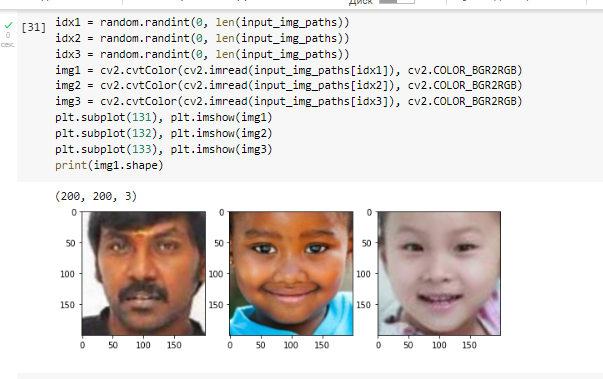 Диск
[31]
0
сек.
idx1 = random.randint(0, len(input_img_paths))
idx2 = random.randint(0, len(input_img_paths))
idx3 = random.randint(0, len(input_img_paths))
img1 = cv2.cvtColor(cv2.imread(input_img_paths[idx1]), cv2.COLOR_BGR2RGB)
img2 = cv2.cvtColor(cv2.imread(input_img_paths[idx2]), cv2.COLOR_BGR2RGB)
img3 = cv2.cvtColor(cv2.imread(input_img_paths[idx3]), cv2.COLOR_BGR2RGB)
plt.subplot(131), plt.imshow(img1)
plt.subplot(132), plt.imshow(img2)
plt.subplot(133), plt.imshow(img3)
print(img1.shape)
(200, 200, 3)
0 0 0
50 50 50
100 100 100
150 150 150
0 50 100 150 0 50 100 150 0 50 100 150